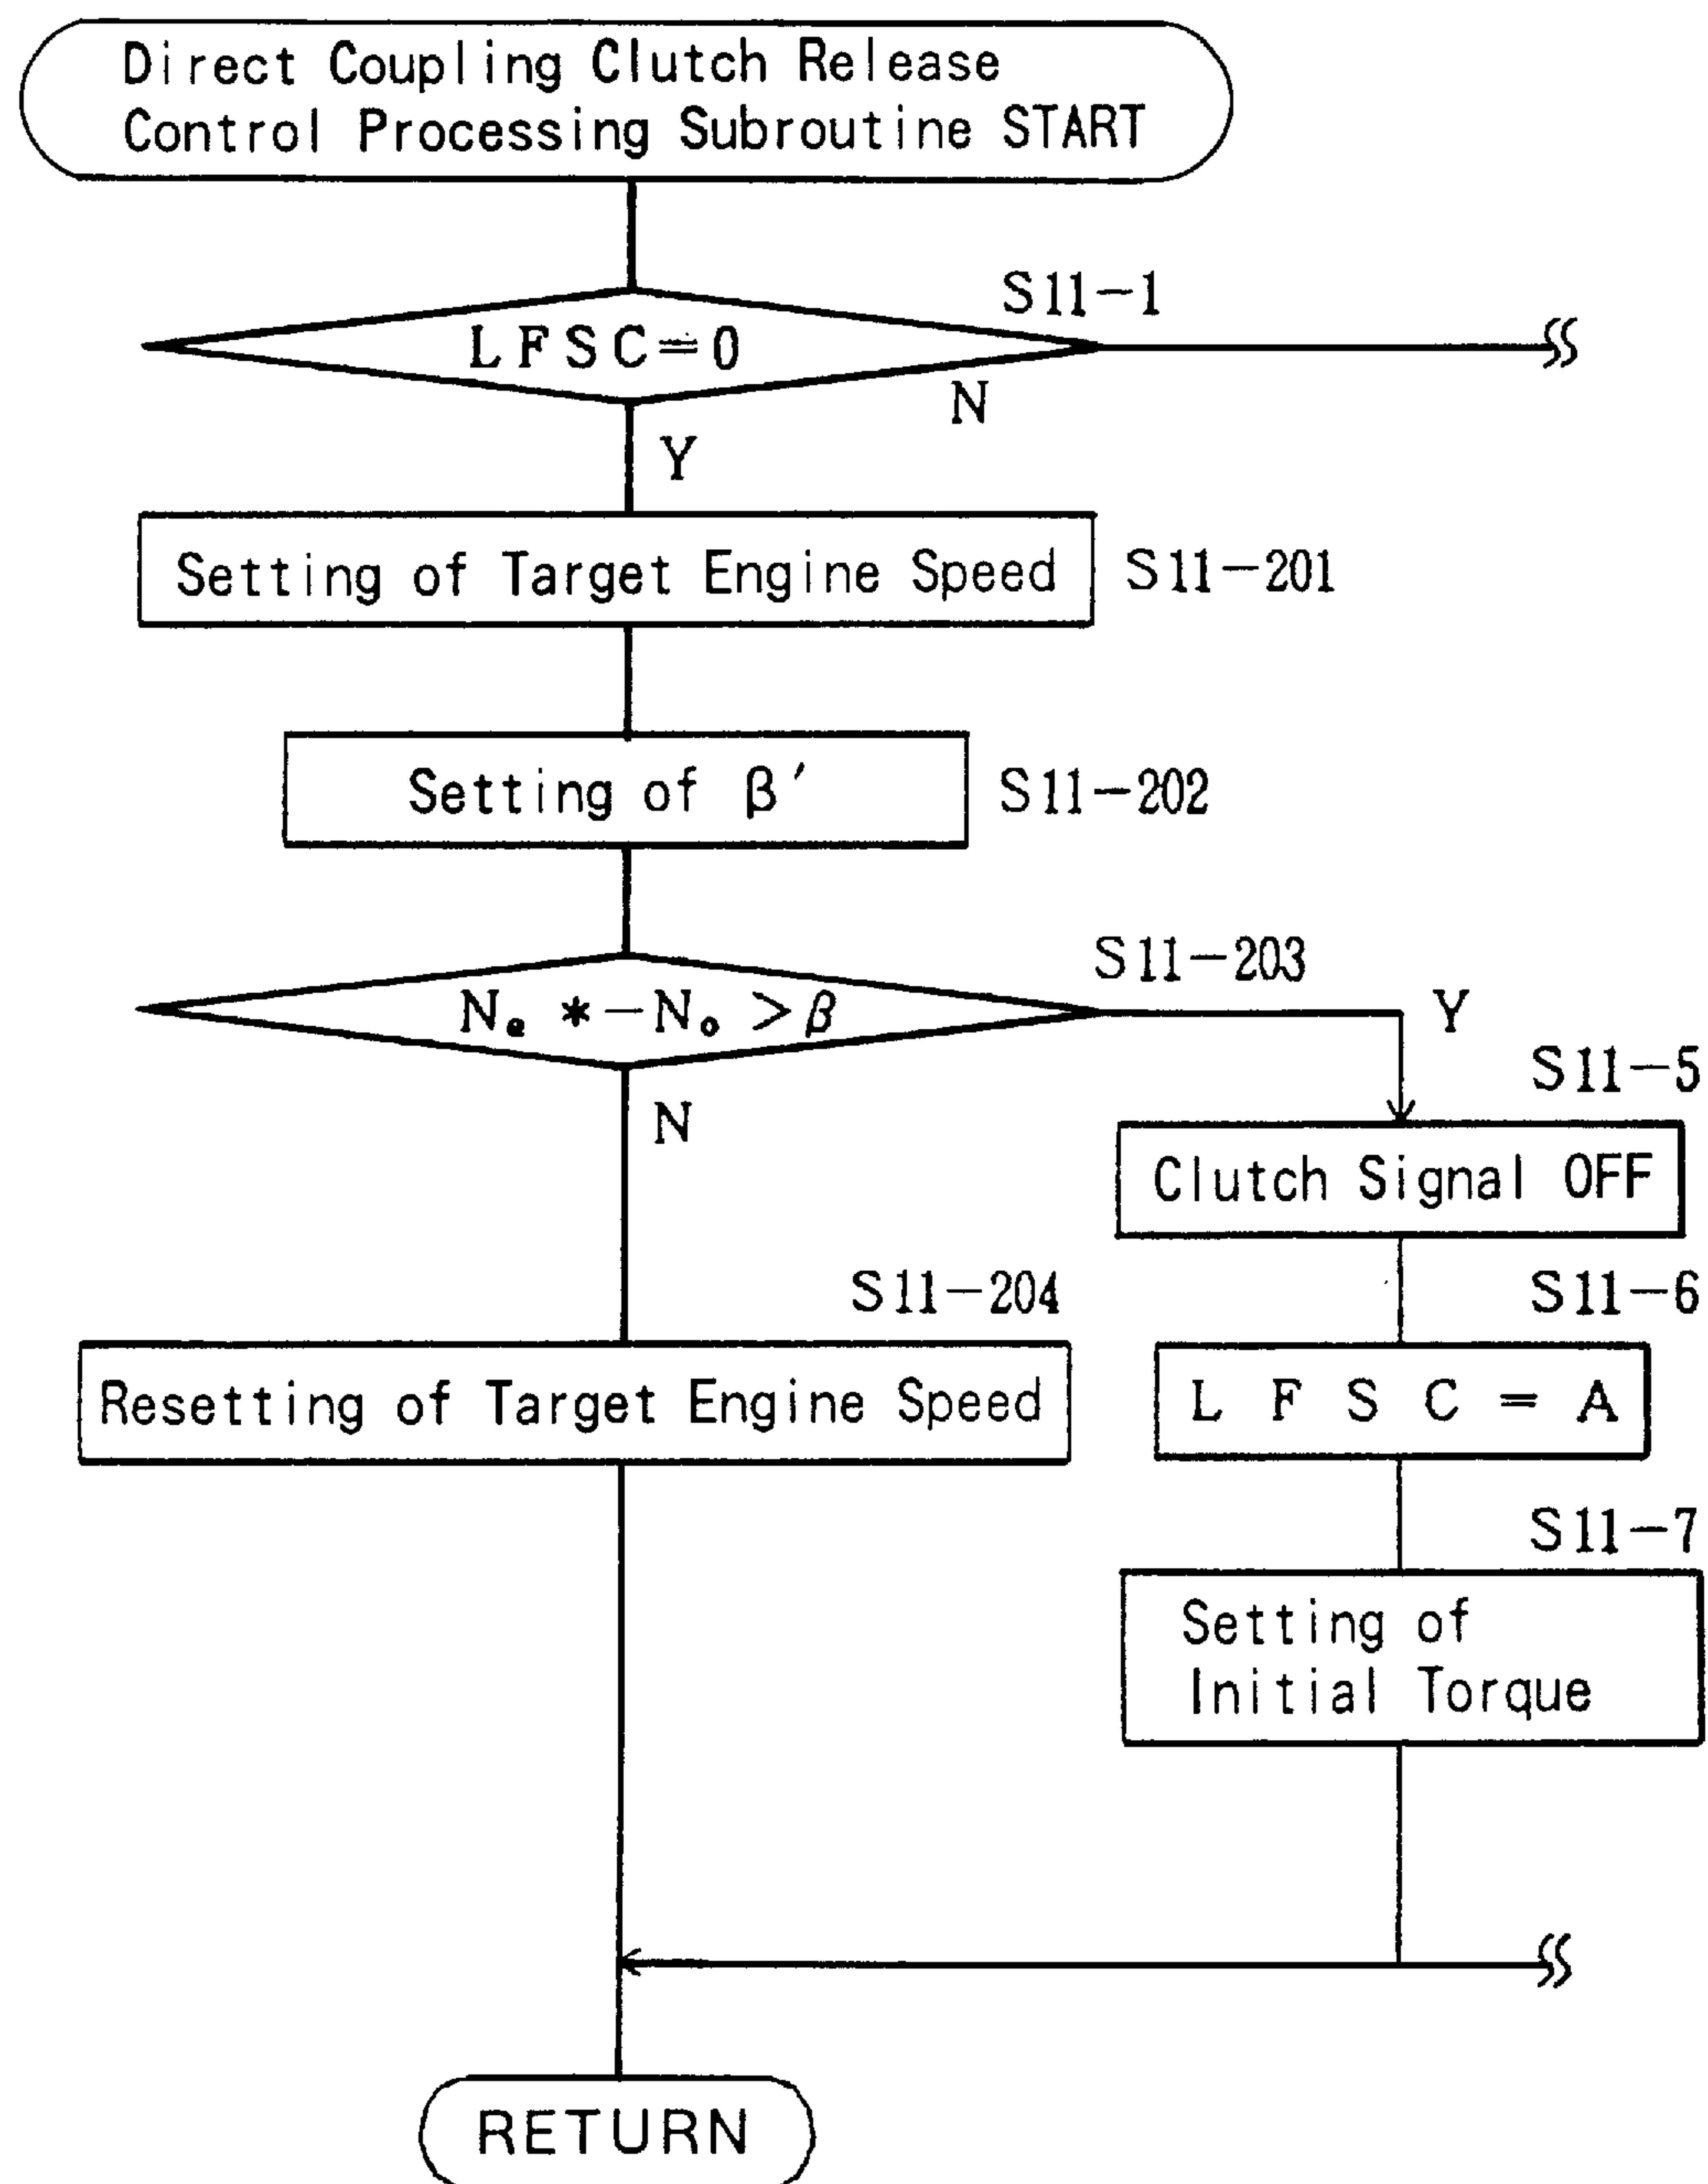 Direct Coupling Clutch Release
Control Processing Subroutine START
S11-1
LFSC=0
N
Y
Setting of Target Engine Speed
S11-201
Setting of β′
S11-202
S11-203
Nₑ *-Nₒ >β
Y
N
S11-5
Clutch Signal OFF
S11-204
S11-6
Resetting of Target Engine Speed
L F S C = A
S11-7
Setting of
Initial Torque
RETURN